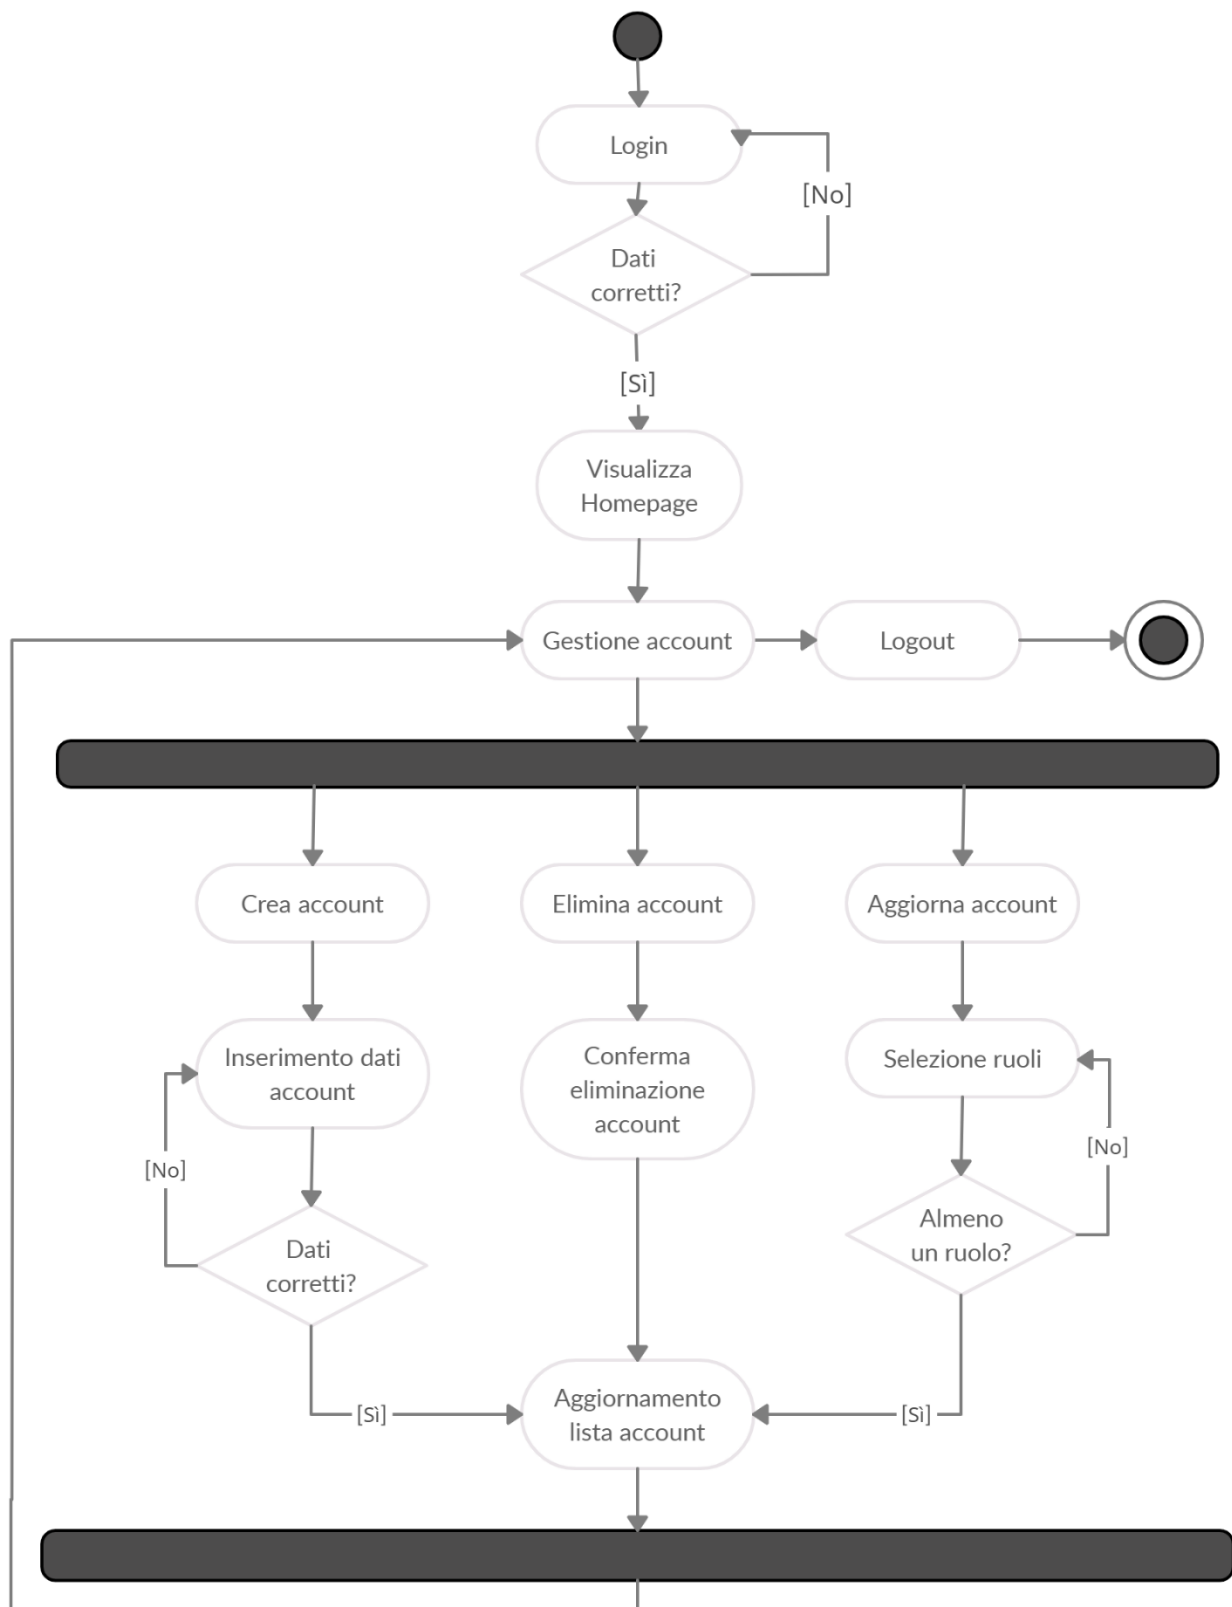 Login
[No]
Dati
corretti?
[Sì]
Visualizza
Homepage
Gestione account
Logout
Crea account
Elimina account
Aggiorna account
Inserimento dati
account
Conferma
eliminazione
account
Selezione ruoli
[No]
[No]
Dati
corretti?
Almeno
un ruolo?
[Sì]
Aggiornamento
lista account
[Sì]